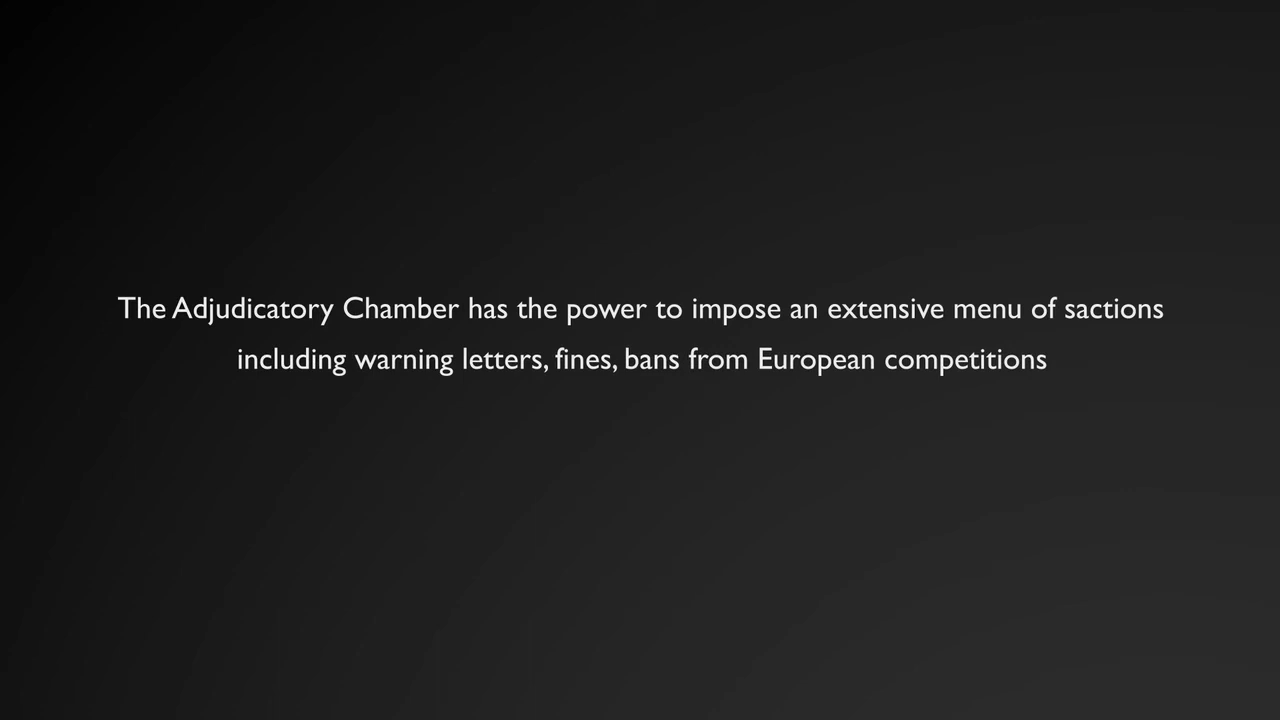 The Adjudicatory Chamber has the power to impose an extensive menu of sactions
including warning letters, fines, bans from European competitions